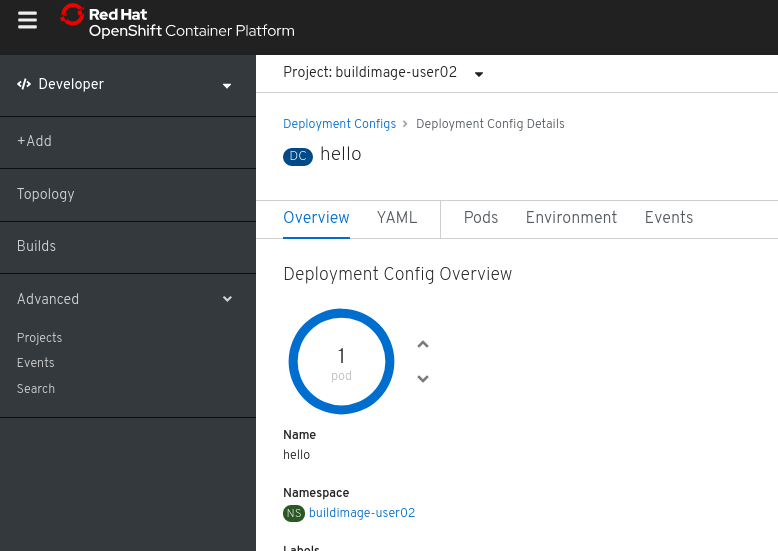 Red Hat
OpenShift Container Platform
Developer
Project: buildimage-user02
+Add
Topology
Builds
Advanced
Projects
Events
Search
Deployment Configs > Deployment Config Details
DC hello
Overview YAML Pods Environment Events
Deployment Config Overview
1
pod
Name
hello
Namespace
NS buildimage-user02
Labels